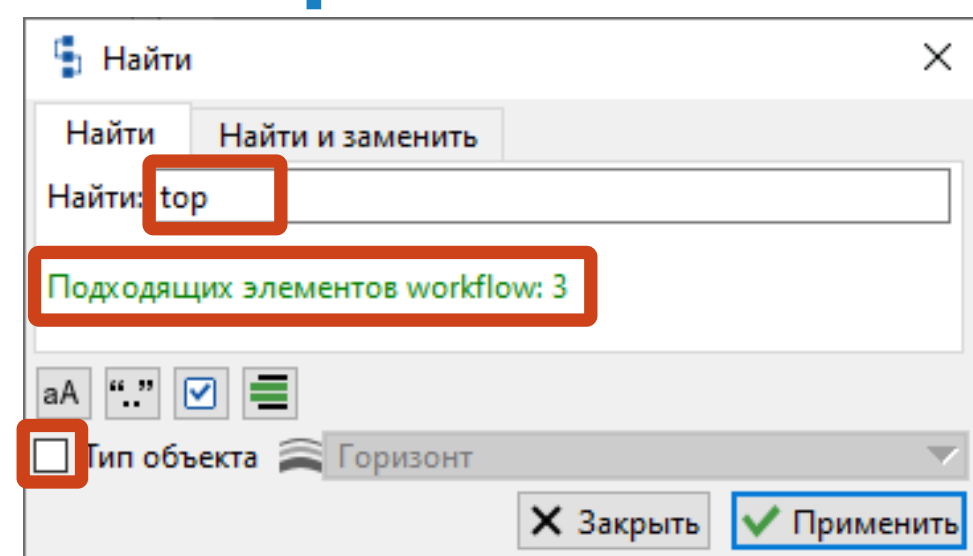 Найти
Найти Найти и заменить
Найти: top
Подходящих элементов workflow: 3
aA “..”
Тип объекта Горизонт
Закрыть Применить